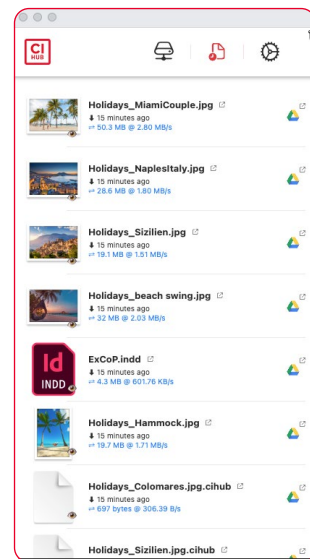 CI
HUB
Holidays_MiamiCouple.jpg
15 minutes ago
50.3 MB @ 2.80 MB/s
Holidays_NaplesItaly.jpg
15 minutes ago
28.6 MB @ 1.80 MB/s
Holidays_Sizilien.jpg
15 minutes ago
19.1 MB @ 1.51 MB/s
Holidays_beach swing.jpg
15 minutes ago
32 MB @ 2.03 MB/s
Id
INDD
ExCoP.indd
15 minutes ago
4.3 MB @ 601.76 KB/s
Holidays_Hammock.jpg
15 minutes ago
19.7 MB @ 1.71 MB/s
Holidays_Colomares.jpg.cihub
15 minutes ago
697 bytes @ 306.39 B/s
Holidays_Sizilien.jpg.cihub